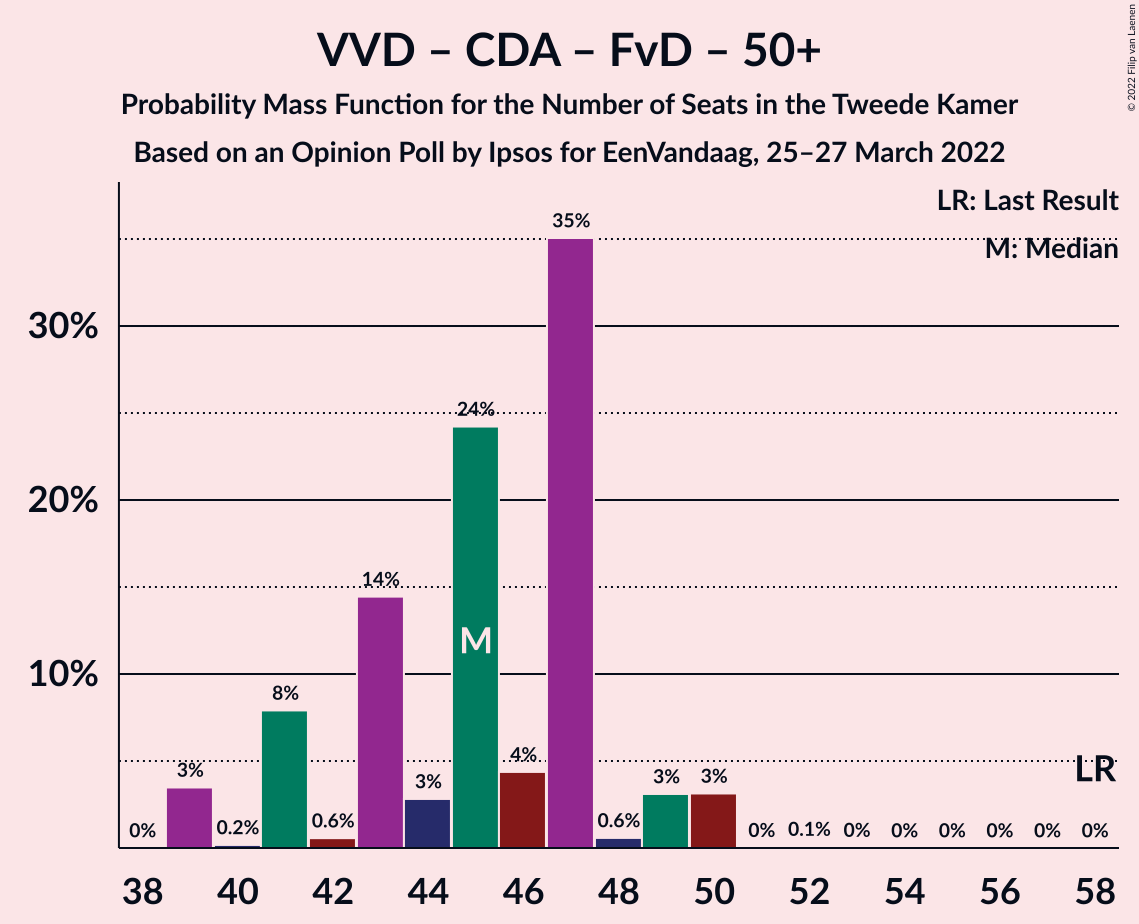 VVD – CDA – FvD – 50+
Probability Mass Function for the Number of Seats in the Tweede Kamer
Based on an Opinion Poll by Ipsos for EenVandaag, 25–27 March 2022
© 2022 Filip van Laenen
LR: Last Result
M: Median
30%
20%
10%
0%
3%
0.2%
8%
0.6%
14%
3%
24%
4%
35%
0.6%
3%
3%
0%
0.1%
0%
0%
0%
0%
0%
0%
M
LR
38 40 42 44 46 48 50 52 54 56 58